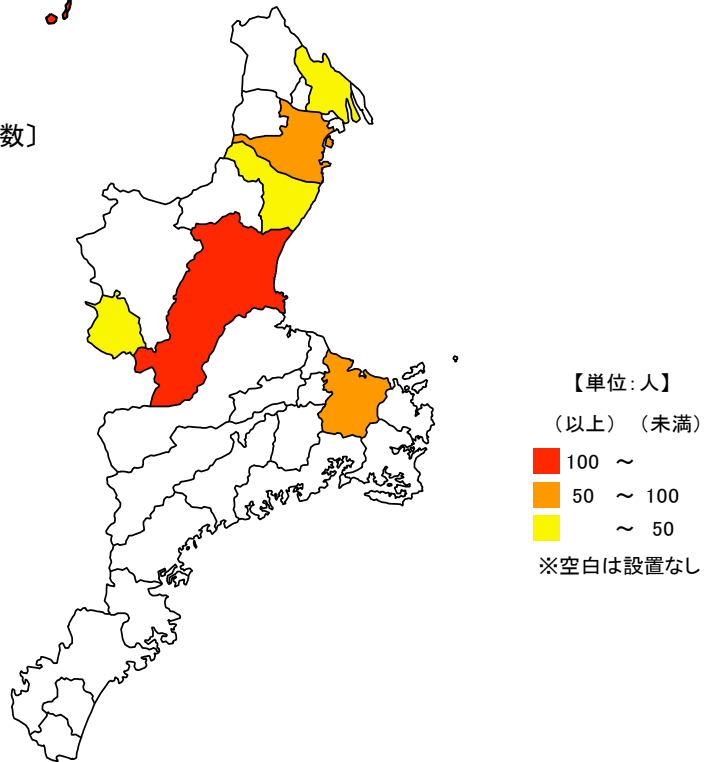 数〕
【単位:人】
（以上） （未満）
100 ～
50 ～ 100
～ 50
※空白は設置なし